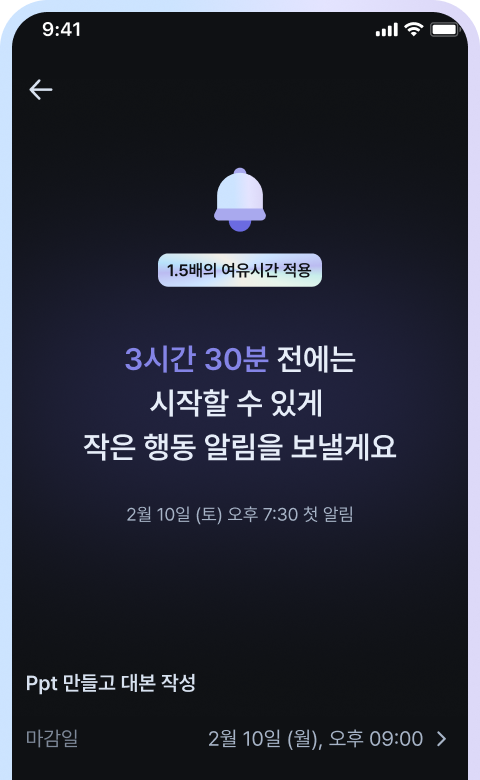 9:41
1.5배의 여유시간 적용
3시간 30분 전에는
시작할 수 있게
작은 행동 알림을 보낼게요
2월 10일 (토) 오후 7:30 첫 알림
Ppt 만들고 대본 작성
마감일 2월 10일 (월), 오후 09:00